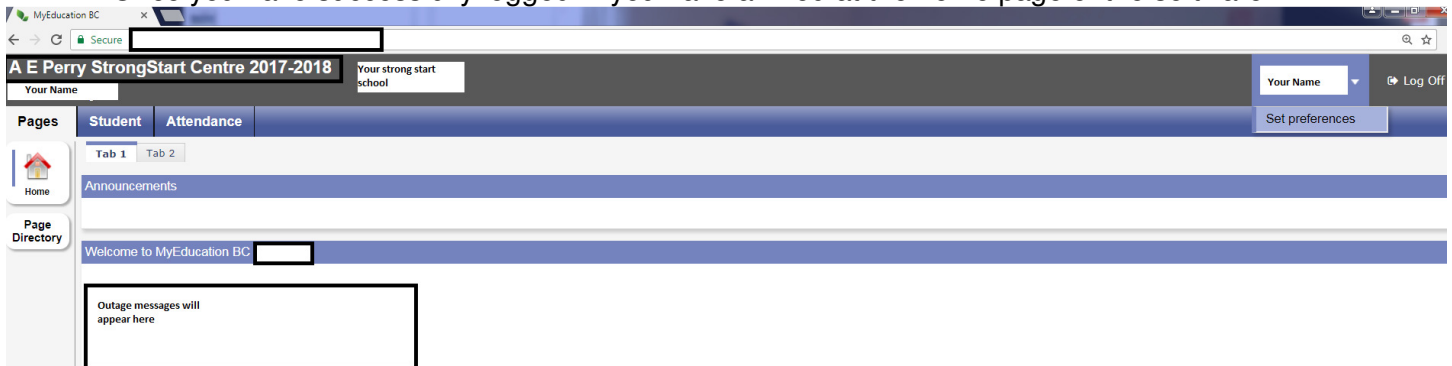 MyEducation BC
Secure
A E Perry StrongStart Centre 2017-2018
Your strong start
school
Your Name
Your Name
Log Off
Set preferences
Pages
Student
Attendance
Tab 1
Tab 2
Home
Announcements
Page
Directory
Welcome to MyEducation BC
Outage messages will
appear here